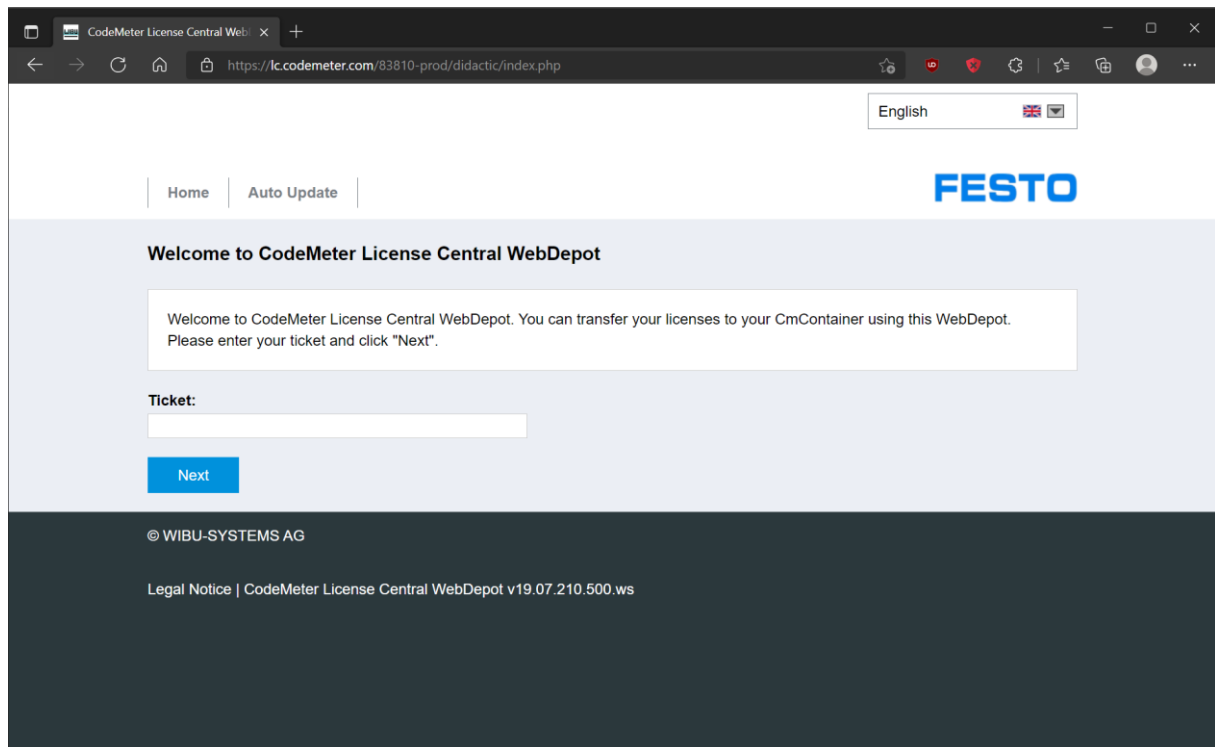 CodeMeter License Central Web
https://lc.codemeter.com/83810-prod/didactic/index.php
English
Home
Auto Update
FESTO
Welcome to CodeMeter License Central WebDepot
Welcome to CodeMeter License Central WebDepot. You can transfer your licenses to your CmContainer using this WebDepot.
Please enter your ticket and click "Next".
Ticket:
Next
© WIBU-SYSTEMS AG
Legal Notice | CodeMeter License Central WebDepot v19.07.210.500.ws